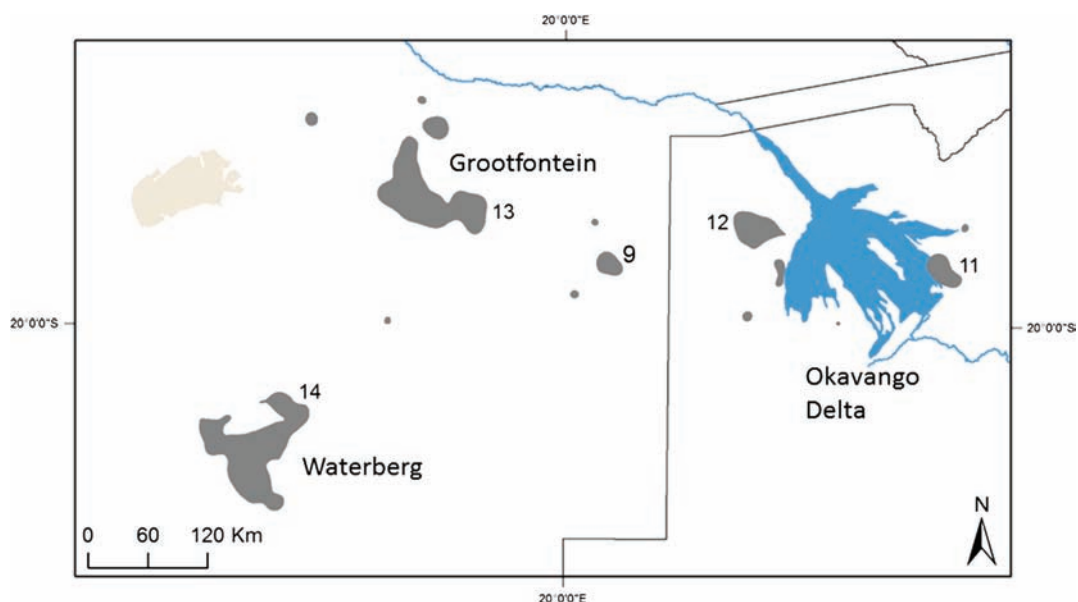 20°0'0"E
Grootfontein
13
12
9
11
20°0'0"S
20°0'0"S
14
Okavango
Delta
Waterberg
N
0 60 120 Km
20°0'0"E